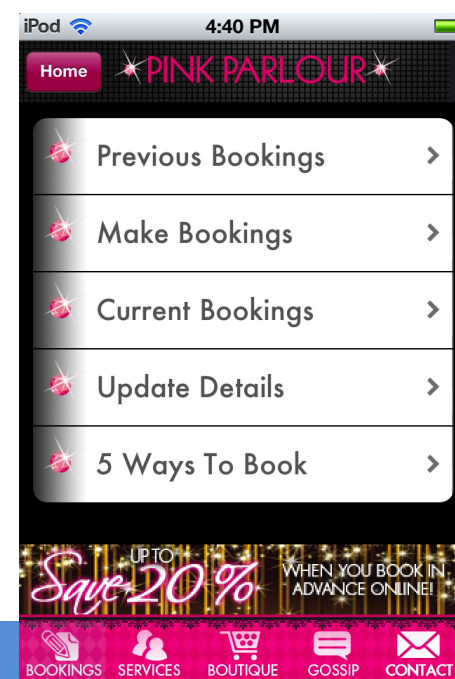 iPod 4:40 PM
Home PINK PARLOUR
Previous Bookings
Make Bookings
Current Bookings
Update Details
5 Ways To Book
UP TO
Save 20% WHEN YOU BOOK IN
ADVANCE ONLINE!
BOOKINGS SERVICES BOUTIQUE GOSSIP CONTACT